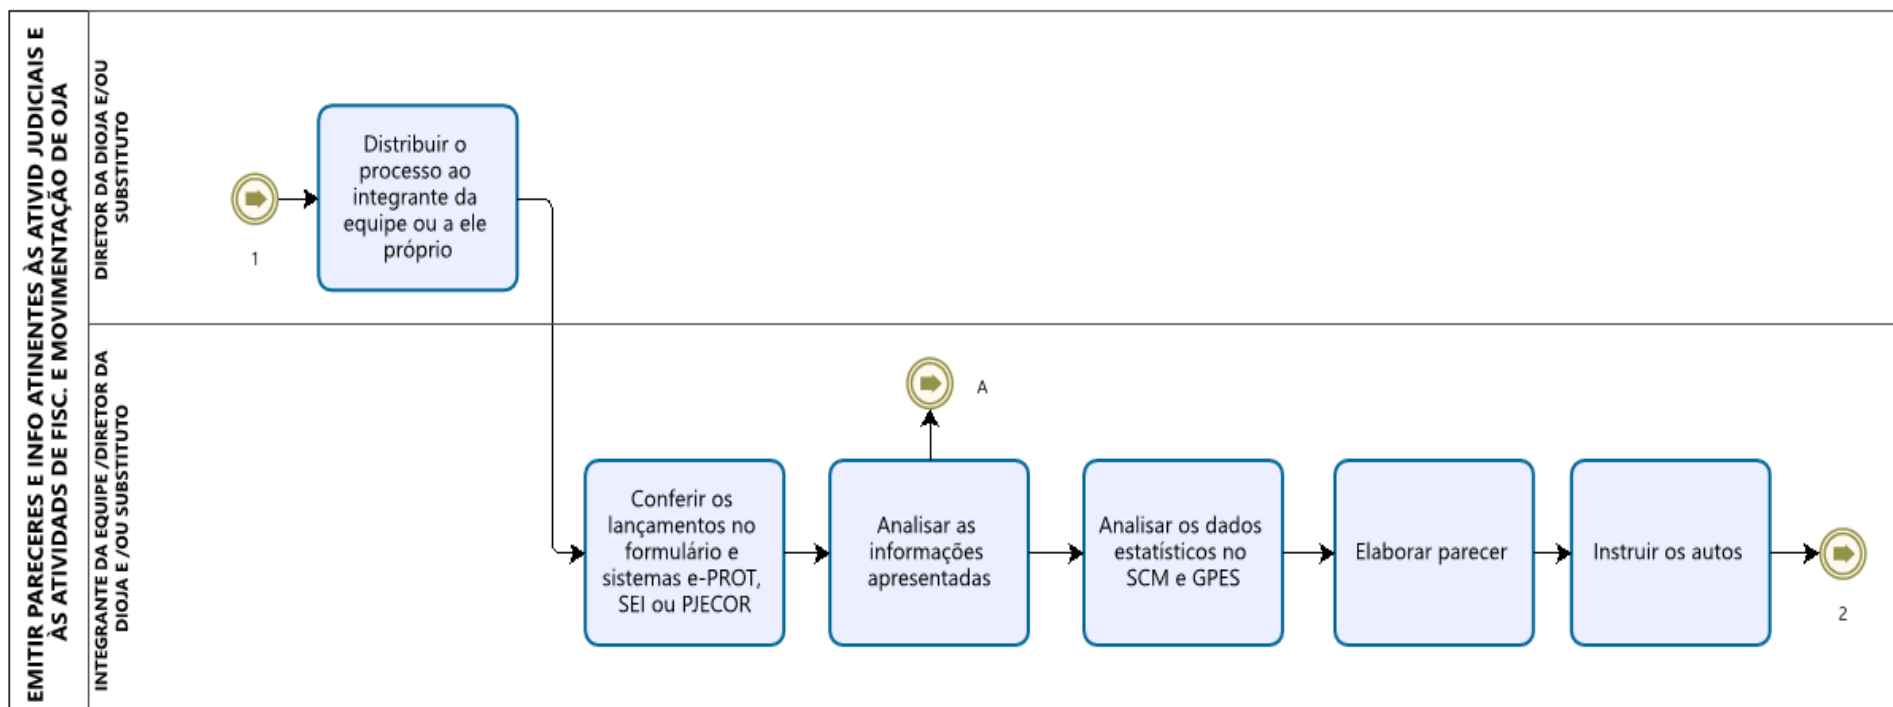 EMITIR PARECERES E INFO ATINENTES ÀS ATIVID JUDICIAIS E
ÀS ATIVIDADS DE FISC. E MOVIMENTAÇÃO DE OJA
DIRETOR DA DIOJA E/OU
SUBSTITUTO
1
Distribuir o
processo ao
integrante da
equipe ou a ele
próprio
INTEGRANTE DA EQUIPE /DIRETOR DA
DIOJA E /OU SUBSTITUTO
A
Conferir os
lançamentos no
formulário e
sistemas e-PROT,
SEI ou PJECOR
Analisar as
informações
apresentadas
Analisar os dados
estatísticos no
SCM e GPES
Elaborar parecer
Instruir os autos
2